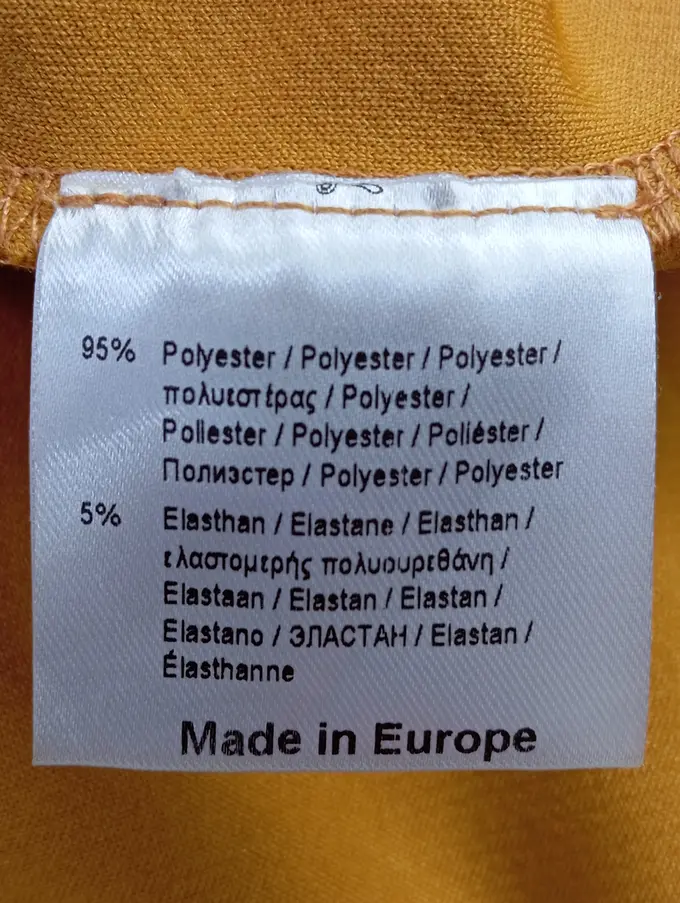 95% Polyester / Polyester / Polyester /
πολυεστέρας / Polyester /
Poliester / Polyester / Poliéster /
Полиэстер / Polyester / Polyester
5% Elasthan / Elastane / Elasthan /
ελαστομερής πολυουρεθάνη /
Elastaan / Elastan / Elastan /
Elastano / ЭЛАСТАН / Elastan /
Élasthanne
Made in Europe